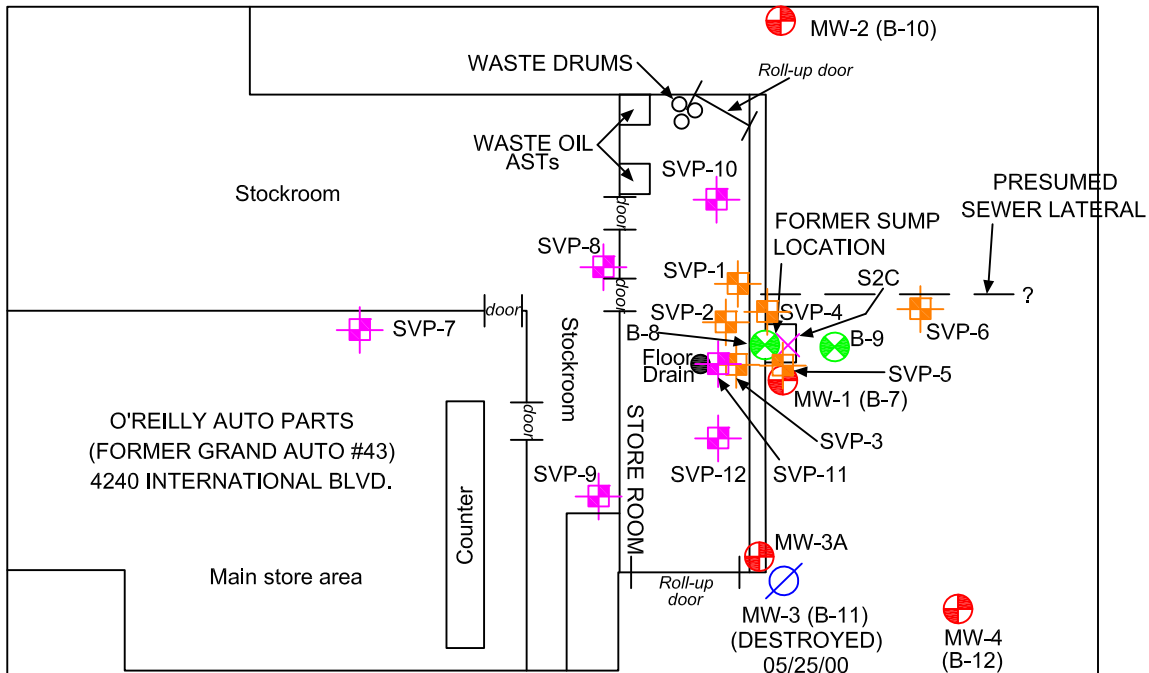 MW-2 (B-10)
WASTE DRUMS
Roll-up door
WASTE OIL
ASTs
SVP-10
Stockroom
door
PRESUMED
SEWER LATERAL
FORMER SUMP
LOCATION
SVP-8
SVP-1
S2C
door
?
door
SVP-7
SVP-2
SVP-4
SVP-6
B-8
B-9
Stockroom
Floor
Drain
SVP-5
MW-1 (B-7)
O'REILLY AUTO PARTS
(FORMER GRAND AUTO #43)
4240 INTERNATIONAL BLVD.
door
STORE ROOM
SVP-3
SVP-9
SVP-12
SVP-11
Counter
MW-3A
Main store area
Roll-up
door
MW-3 (B-11)
(DESTROYED)
05/25/00
MW-4
(B-12)